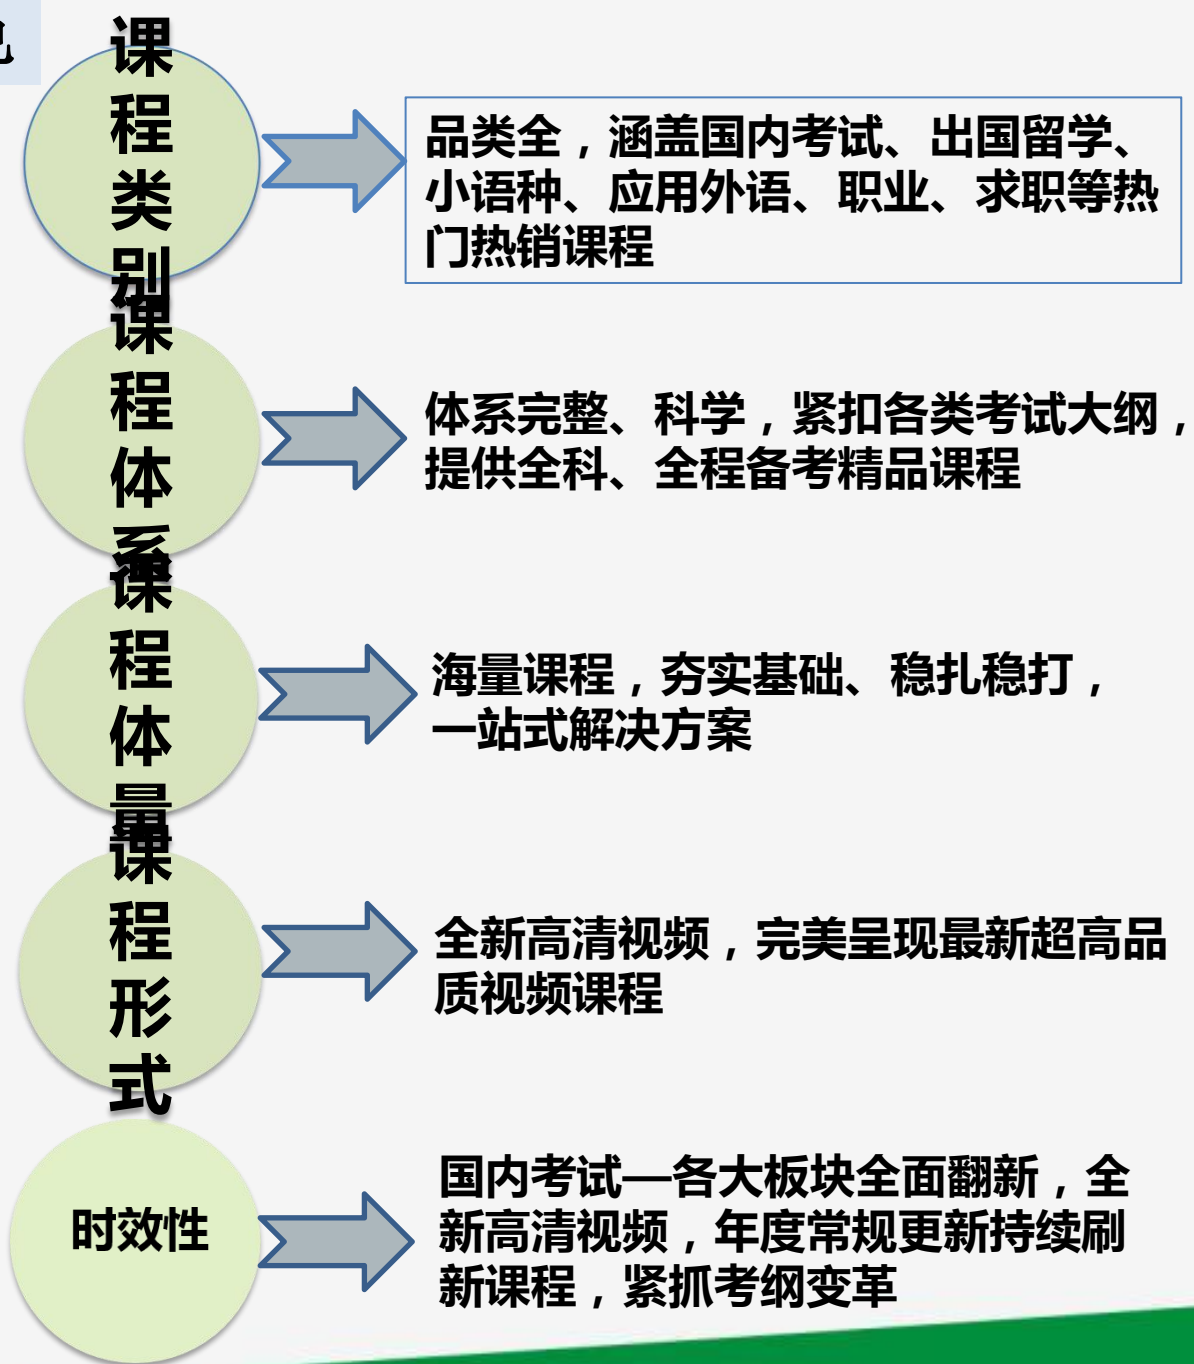 课程类别
品类全，涵盖国内考试、出国留学、
小语种、应用外语、职业、求职等热
门热销课程
课程体系
体系完整、科学，紧扣各类考试大纲，
提供全科、全程备考精品课程
课程体量
海量课程，夯实基础、稳扎稳打，
一站式解决方案
课程形式
全新高清视频，完美呈现最新超高品
质视频课程
时效性
国内考试—各大板块全面翻新，全
新高清视频，年度常规更新持续刷
新课程，紧抓考纲变革